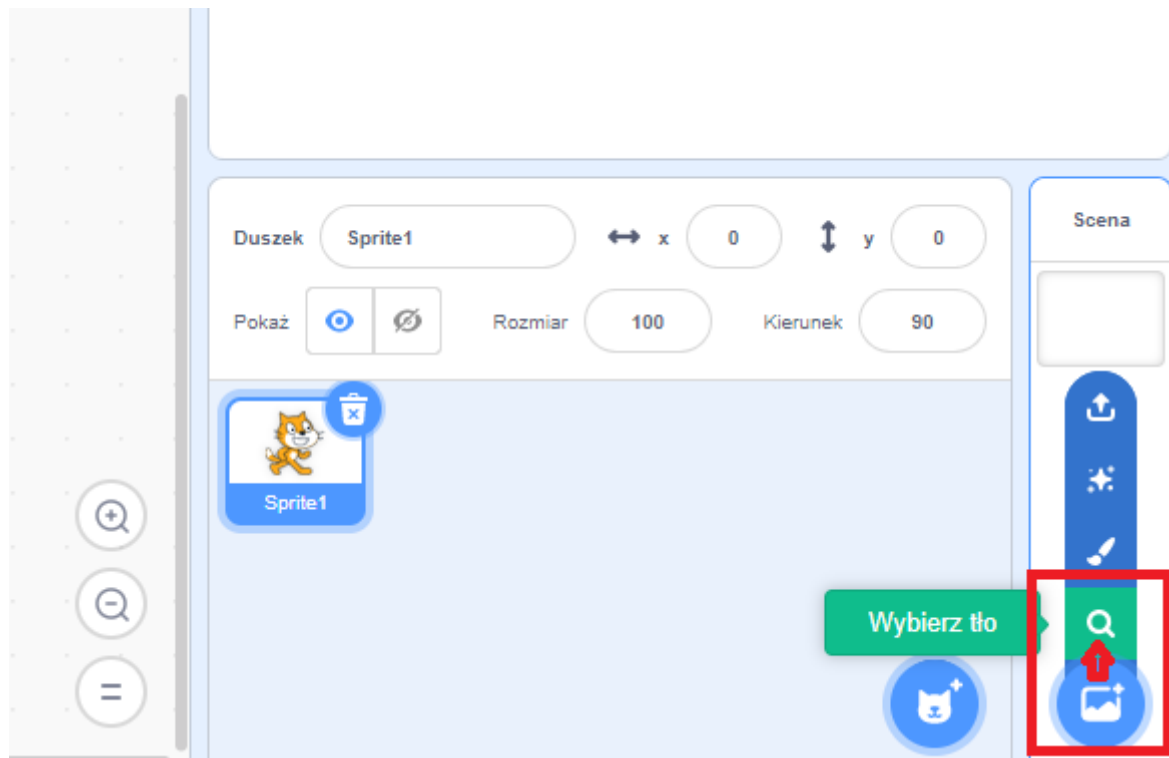 Duszek Sprite1 x 0 y 0
Scena
Pokaż Rozmiar 100 Kierunek 90
Sprite1
Wybierz tło